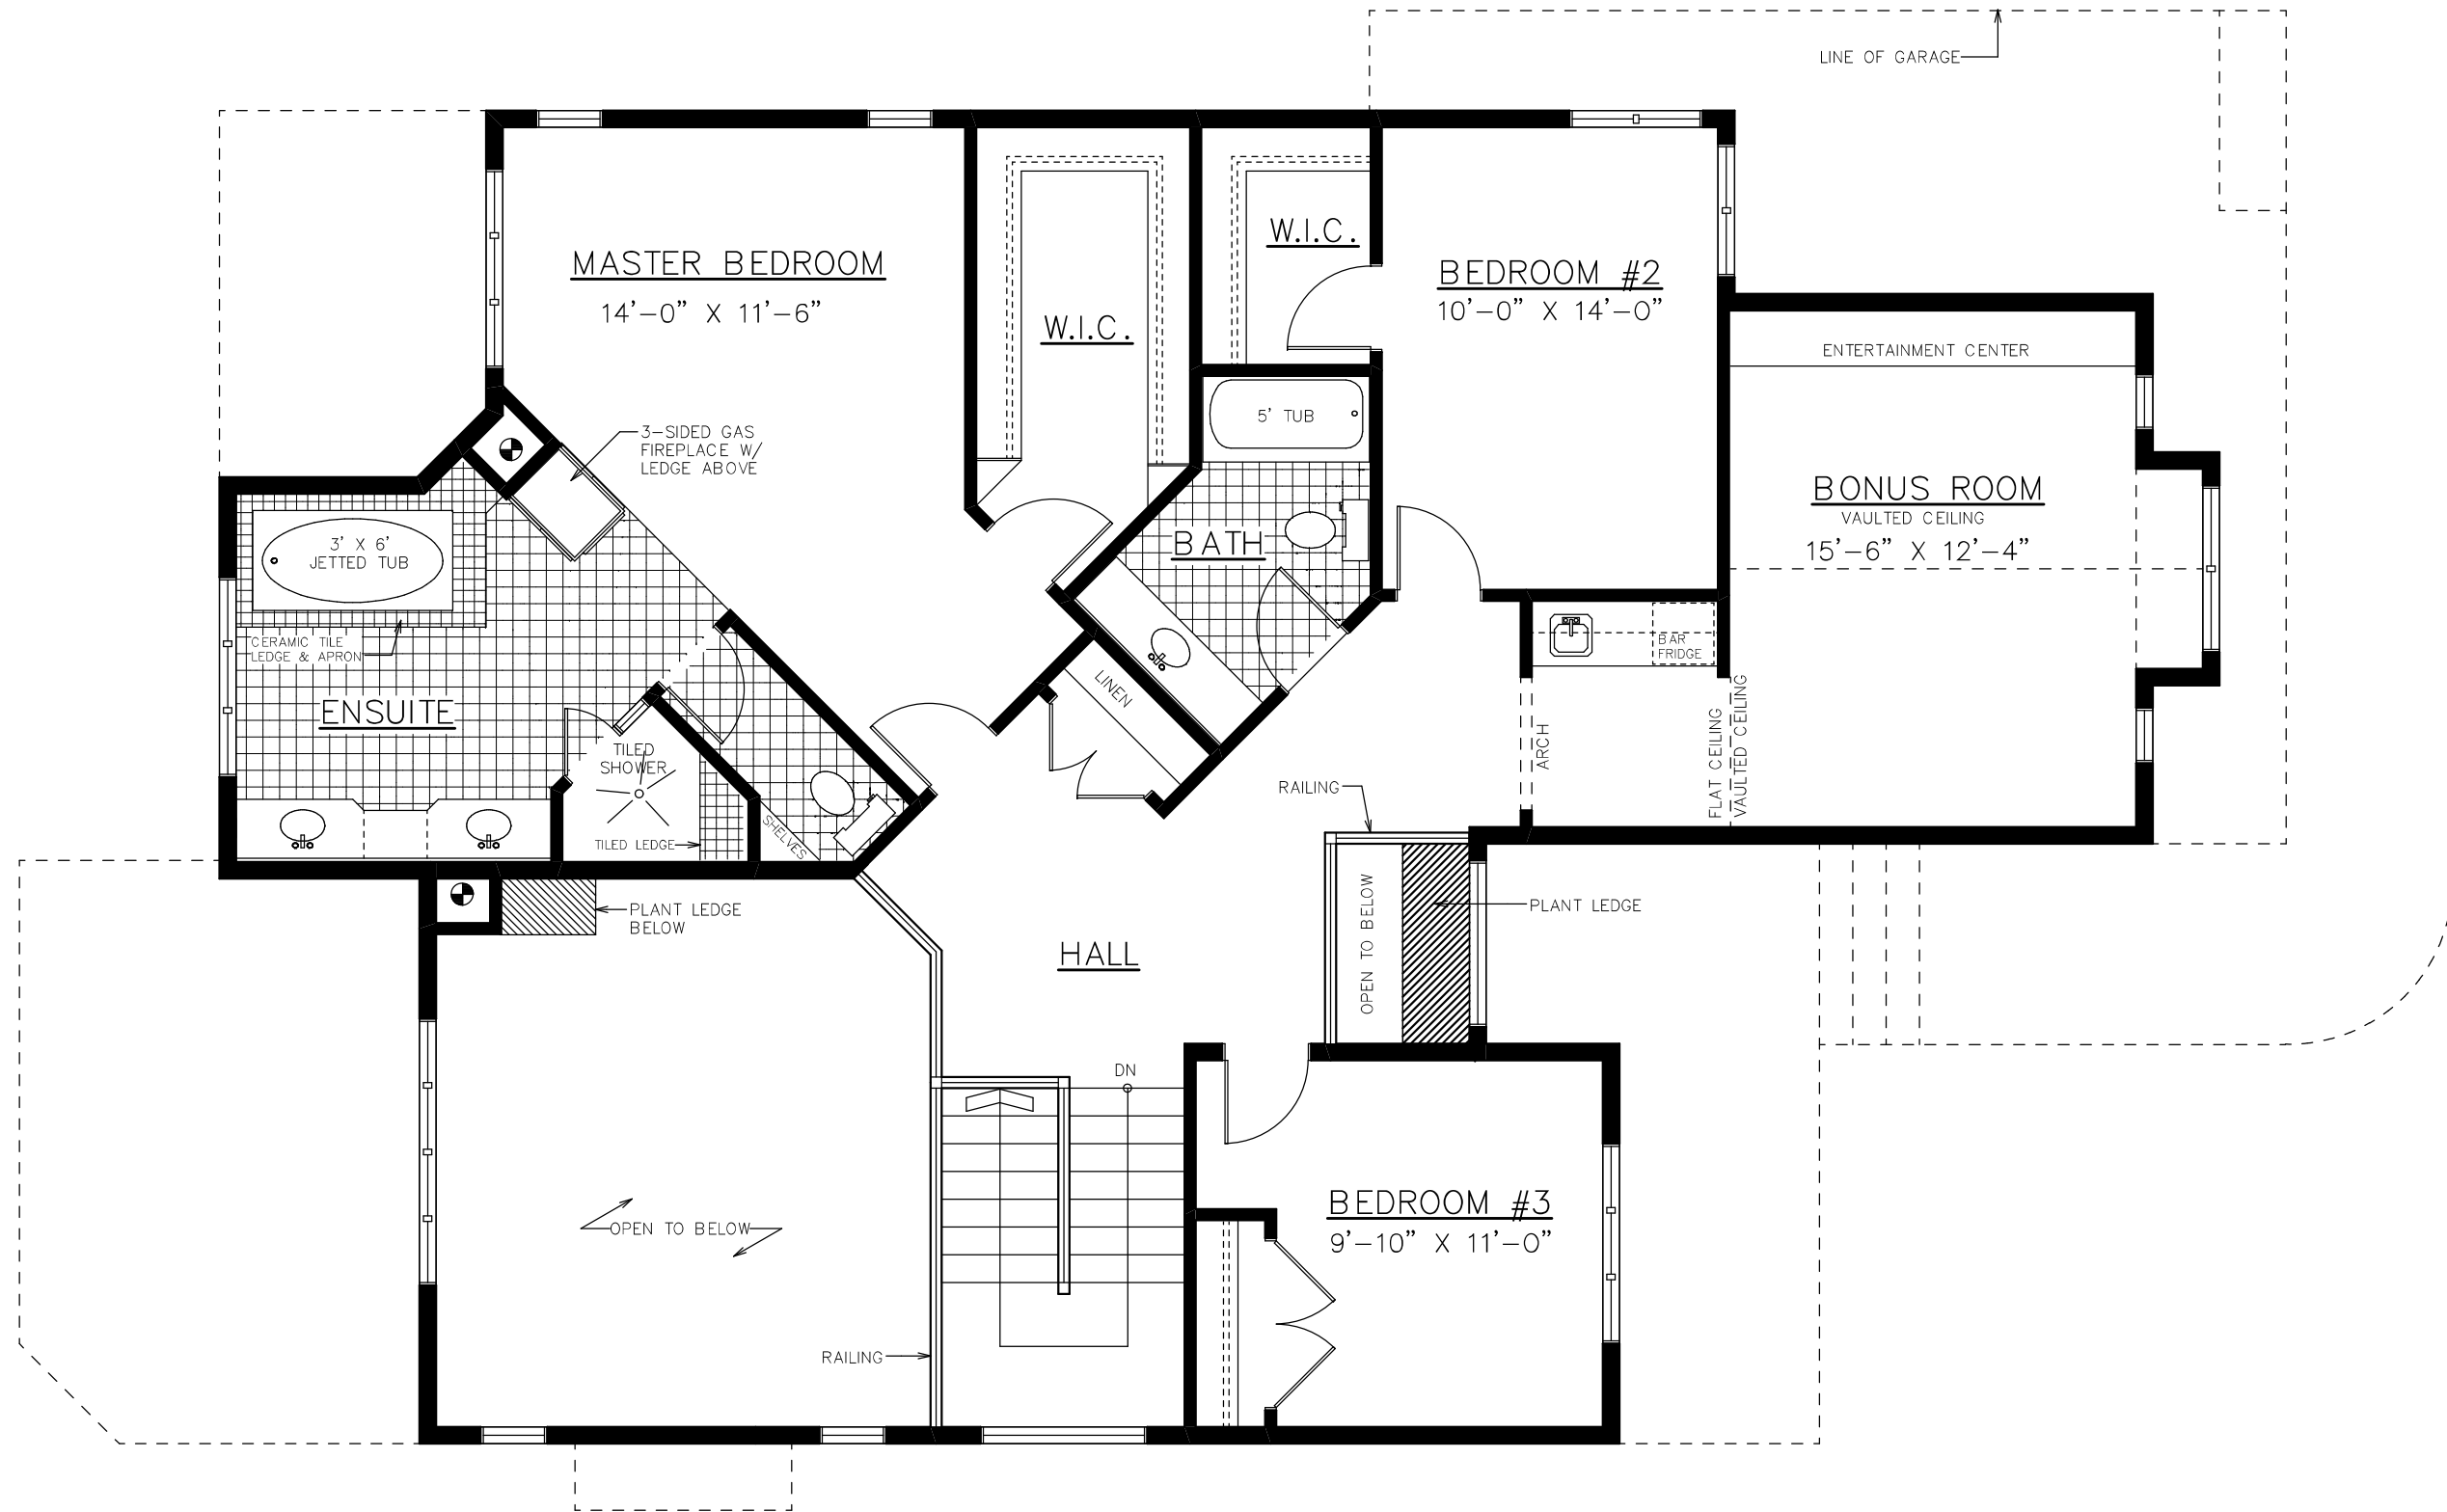 LINE OF GARAGE
MASTER BEDROOM
14'-0" X 11'-6"
W.I.C.
W.I.C.
BEDROOM #2
10'-0" X 14'-0"
ENTERTAINMENT CENTER
3-SIDED GAS
FIREPLACE W/
LEDGE ABOVE
5' TUB
BONUS ROOM
VAULTED CEILING
15'-6" X 12'-4"
3' X 6'
JETTED TUB
BATH
CERAMIC TILE
LEDGE & APRON
BAR
FRIDGE
ENSUITE
LINEN
TILED
SHOWER
ARCH
FLAT CEILING
VAULTED CEILING
RAILING
TILED LEDGE
SHELVES
PLANT LEDGE
BELOW
OPEN TO BELOW
PLANT LEDGE
HALL
DN
BEDROOM #3
9'-10" X 11'-0"
OPEN TO BELOW
RAILING